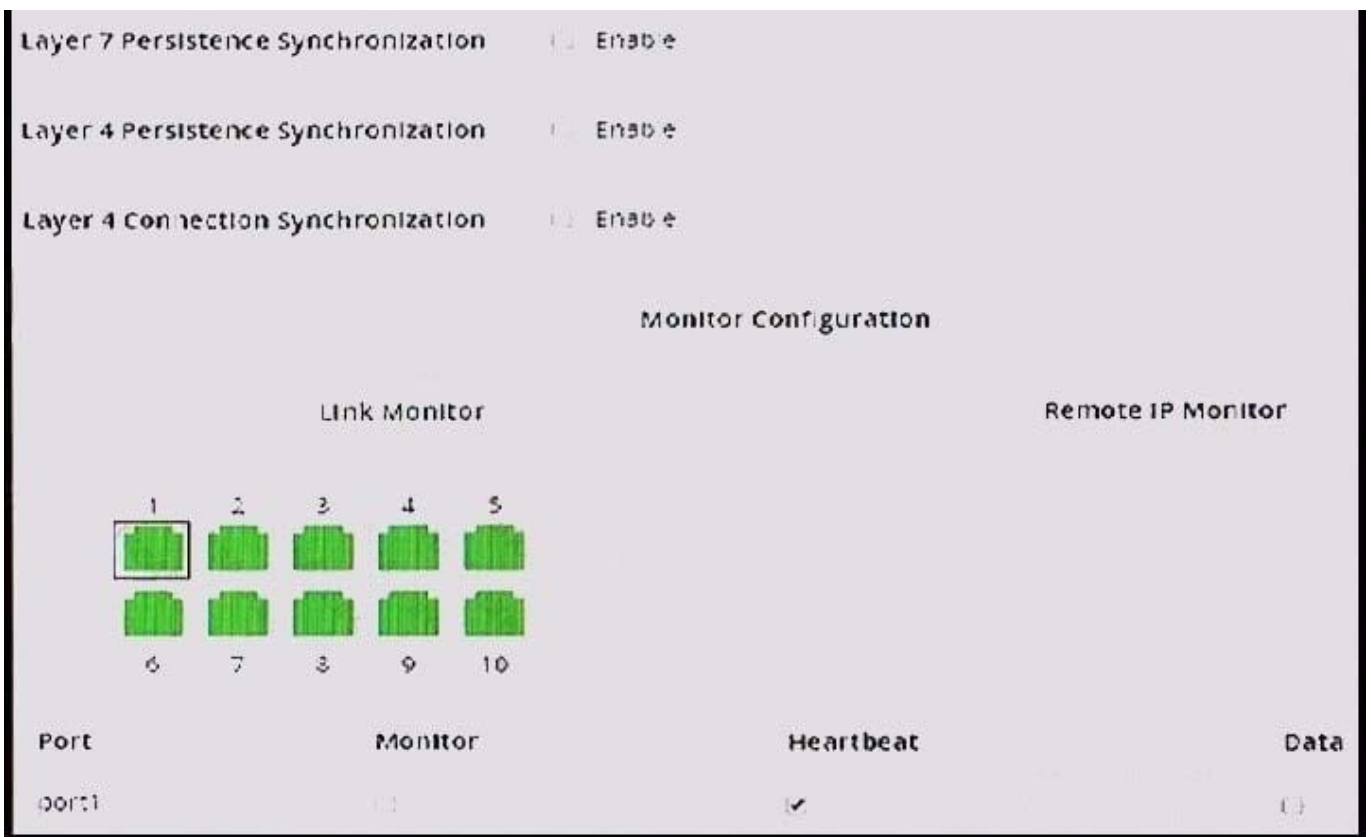 Layer 7 Persistence Synchronization Enable
Layer 4 Persistence Synchronization Enable
Layer 4 Connection Synchronization Enable
Monitor Configuration
Link Monitor Remote IP Monitor
1 2 3 4 5
6 7 8 9 10
Port Monitor Heartbeat Data
port1